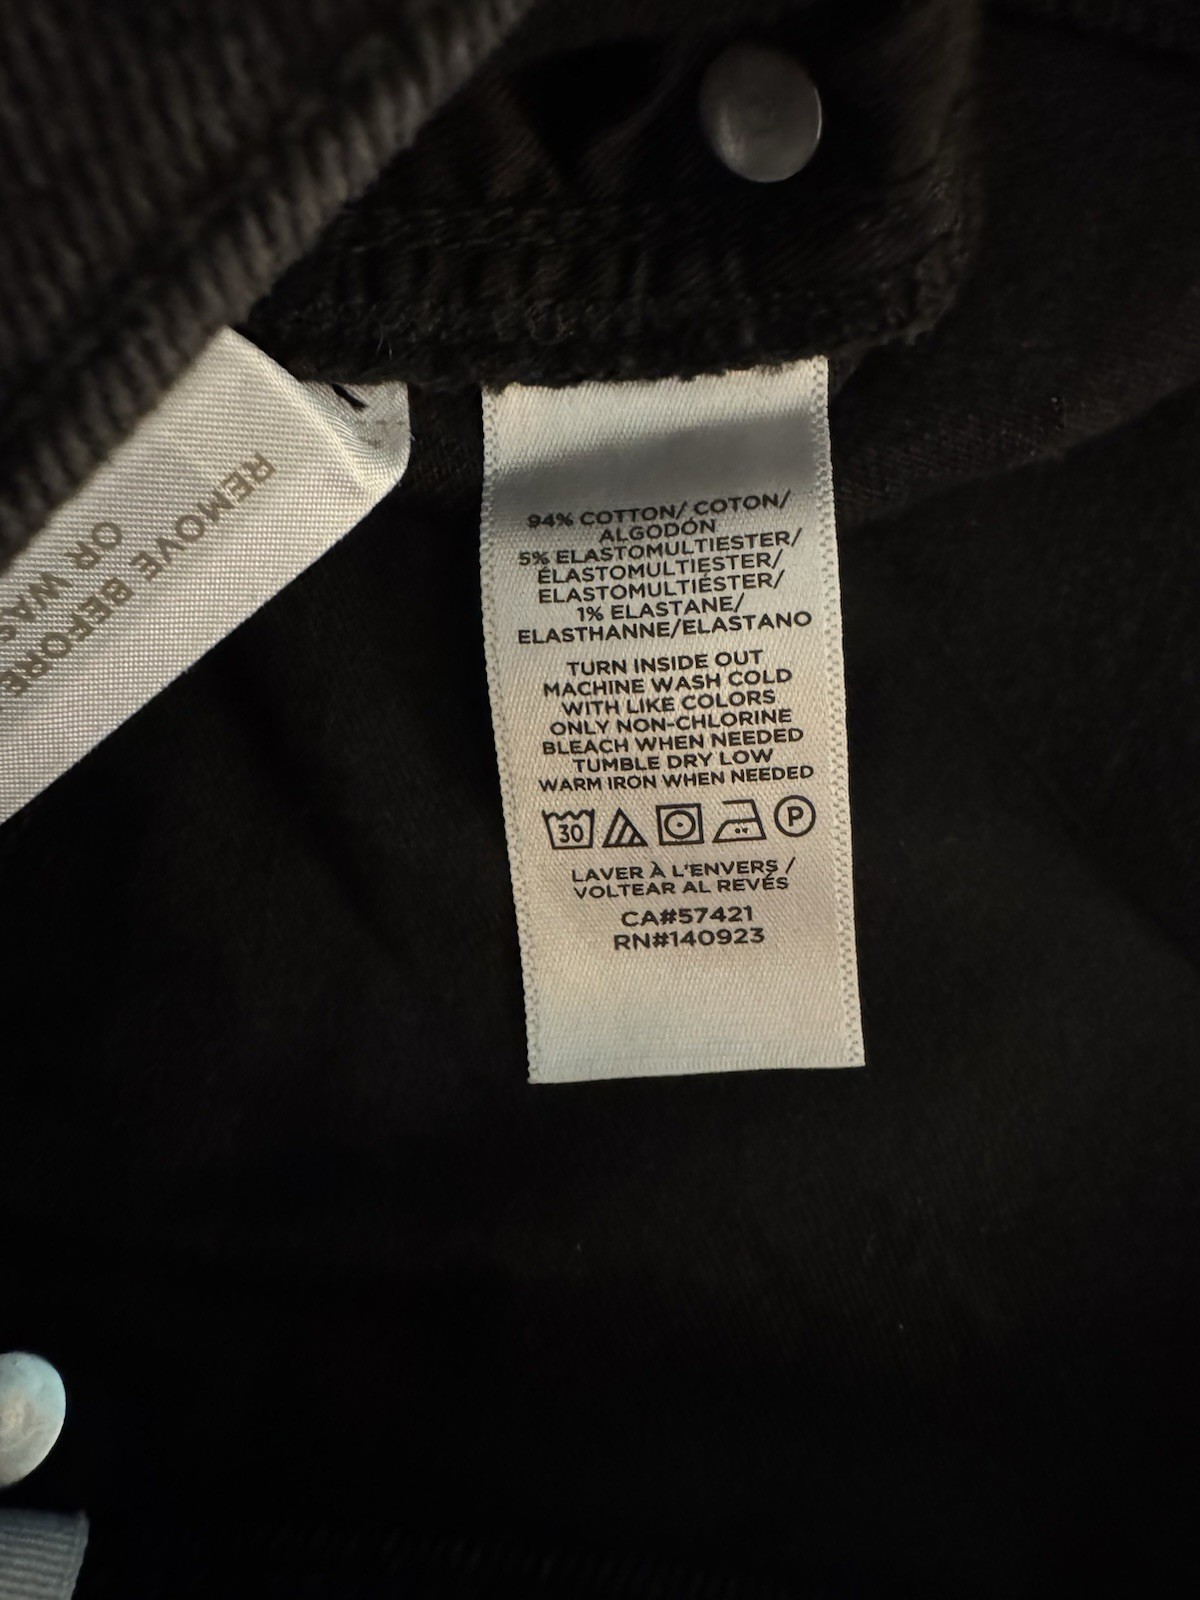 REMOVE BEFORE
OR
94% COTTON/ COTON/
ALGODÓN
5% ELASTOMULTIESTER/
ÉLASTOMULTIESTER/
ELASTOMULTIÉSTER/
1% ELASTANE/
ELASTHANNE/ELASTANO
TURN INSIDE OUT
MACHINE WASH COLD
WITH LIKE COLORS
ONLY NON-CHLORINE
BLEACH WHEN NEEDED
TUMBLE DRY LOW
WARM IRON WHEN NEEDED
30 P
LAVER À L'ENVERS /
VOLTEAR AL REVÉS
CA#57421
RN#140923